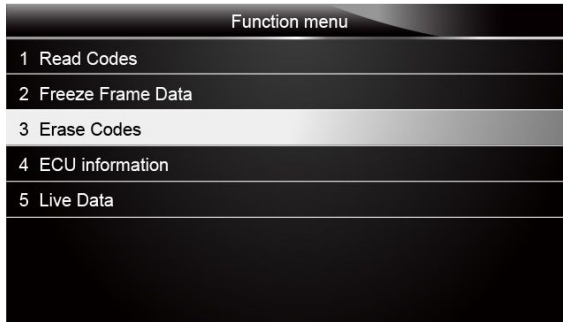 Function menu
1 Read Codes
2 Freeze Frame Data
3 Erase Codes
4 ECU information
5 Live Data